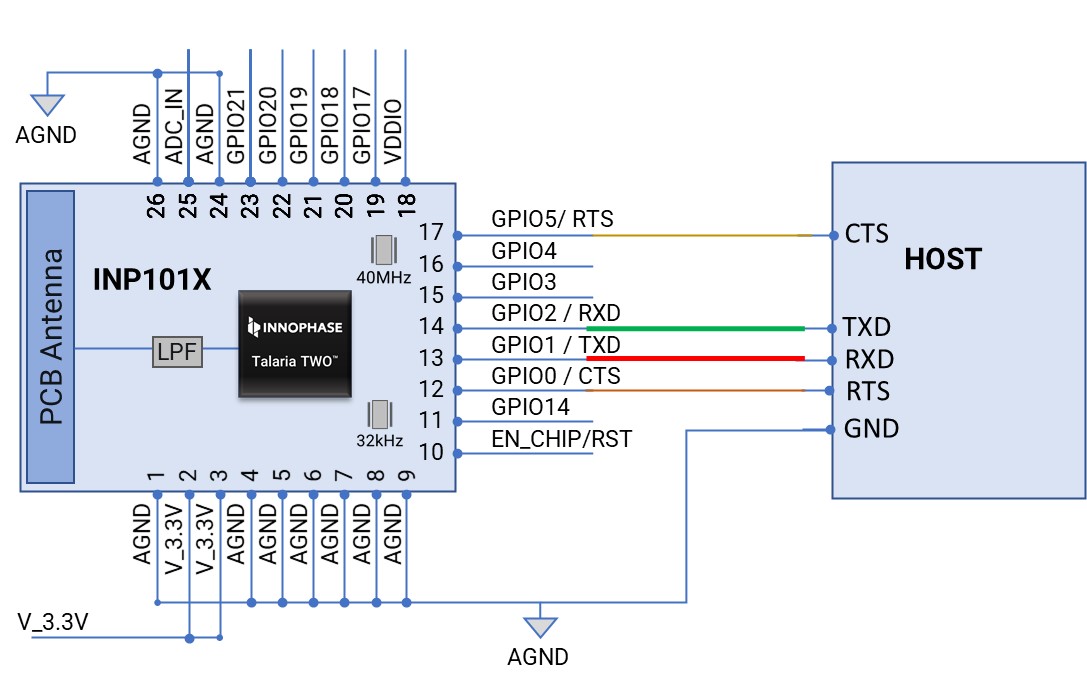 AGND
AGND
ADC_IN
AGND
GPIO21
GPIO20
GPIO19
GPIO18
GPIO17
VDDIO
26
25
24
23
22
21
20
19
18
PCB Antenna
INP101X
LPF
INNOPHASE
Talaria TWO™
40MHz
32kHz
17
16
15
14
13
12
11
10
GPIO5/ RTS
GPIO4
GPIO3
GPIO2 / RXD
GPIO1 / TXD
GPIO0 / CTS
GPIO14
EN_CHIP/RST
CTS
HOST
TXD
RXD
RTS
GND
1
2
3
4
5
6
7
8
9
AGND
V_3.3V
V_3.3V
AGND
AGND
AGND
AGND
AGND
AGND
V_3.3V
AGND